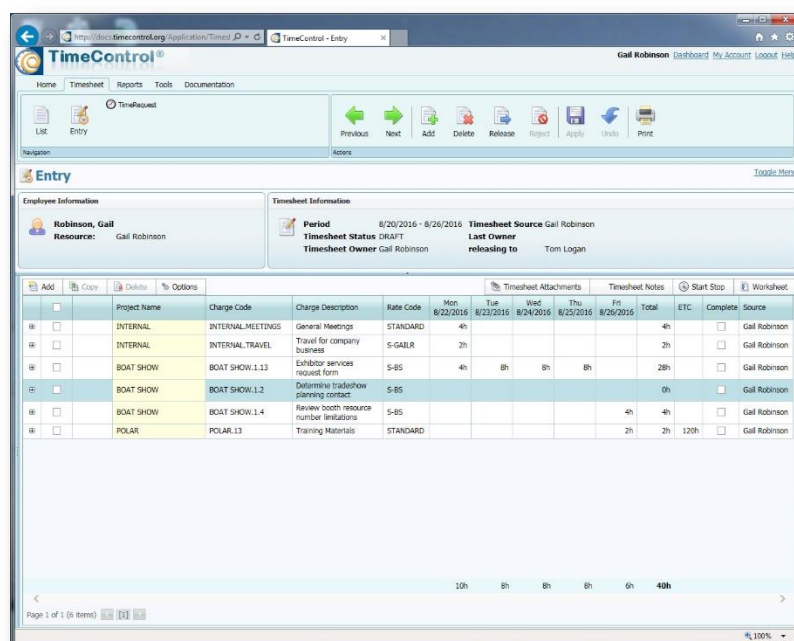 http://docs.timecontrol.org/Application/Timesl
TimeControl - Entry
TimeControl®
Gail Robinson Dashboard My Account Logout Help
Home Timesheet Reports Tools Documentation
List Entry TimeRequest
Previous Next Add Delete Release Reject Apply Undo Print
Navigation Actions
Entry
Toggle Menu
Employee Information
Robinson, Gail
Resource: Gail Robinson
Timesheet Information
Period 8/20/2016 - 8/26/2016 Timesheet Source Gail Robinson
Timesheet Status DRAFT Last Owner
Timesheet Owner Gail Robinson releasing to Tom Logan
Add Copy Delete Options Timesheet Attachments Timesheet Notes Start Stop Worksheet
Project Name Charge Code Charge Description Rate Code Mon 8/22/2016 Tue 8/23/2016 Wed 8/24/2016 Thu 8/25/2016 Fri 8/26/2016 Total ETC Complete Source
INTERNAL INTERNAL.MEETINGS General Meetings STANDARD 4h 4h Gail Robinson
INTERNAL INTERNAL.TRAVEL Travel for company business S-GAILR 2h 2h Gail Robinson
BOAT SHOW BOAT SHOW.1.13 Exhibitor services request form S-BS 4h 8h 8h 8h 28h Gail Robinson
BOAT SHOW BOAT SHOW.1.2 Determine tradeshow planning contact S-BS 0h Gail Robinson
BOAT SHOW BOAT SHOW.1.4 Review booth resource number limitations S-BS 4h 4h Gail Robinson
POLAR POLAR.13 Training Materials STANDARD 2h 2h 120h Gail Robinson
10h 8h 8h 8h 6h 40h
Page 1 of 1 (6 items) [1]
100%